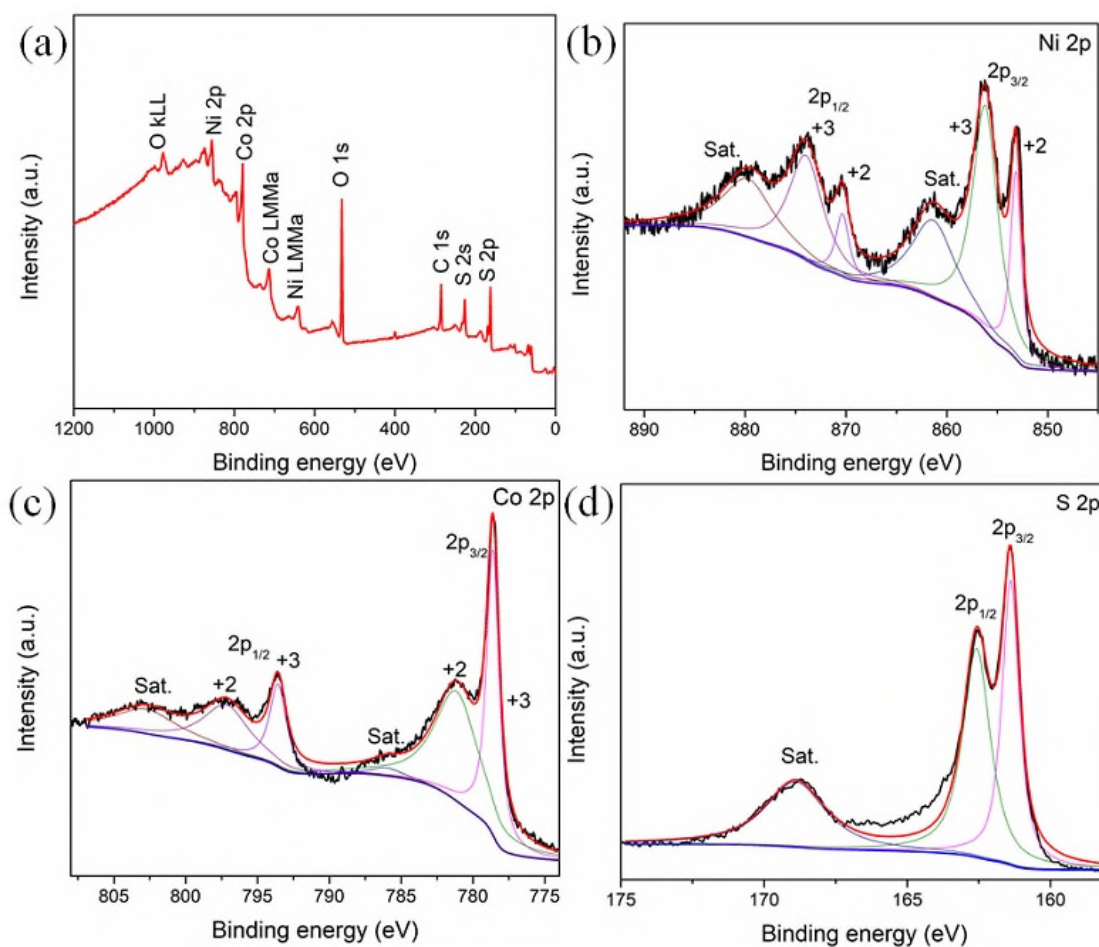 (a)
O kLL
Ni 2p
Co 2p
Co LMMa
Ni LMMa
O 1s
C 1s
S 2s
S 2p
Intensity (a.u.)
1200 1000 800 600 400 200 0
Binding energy (eV)
(b)
Ni 2p
2p3/2
2p1/2
+3
+3
+2
+2
Sat.
Sat.
Intensity (a.u.)
890 880 870 860 850
Binding energy (eV)
(c)
Co 2p
2p3/2
2p1/2
+3
+2
+2
Sat.
Sat.
+3
Intensity (a.u.)
805 800 795 790 785 780 775
Binding energy (eV)
(d)
S 2p
2p3/2
2p1/2
Sat.
Intensity (a.u.)
175 170 165 160
Binding energy (eV)